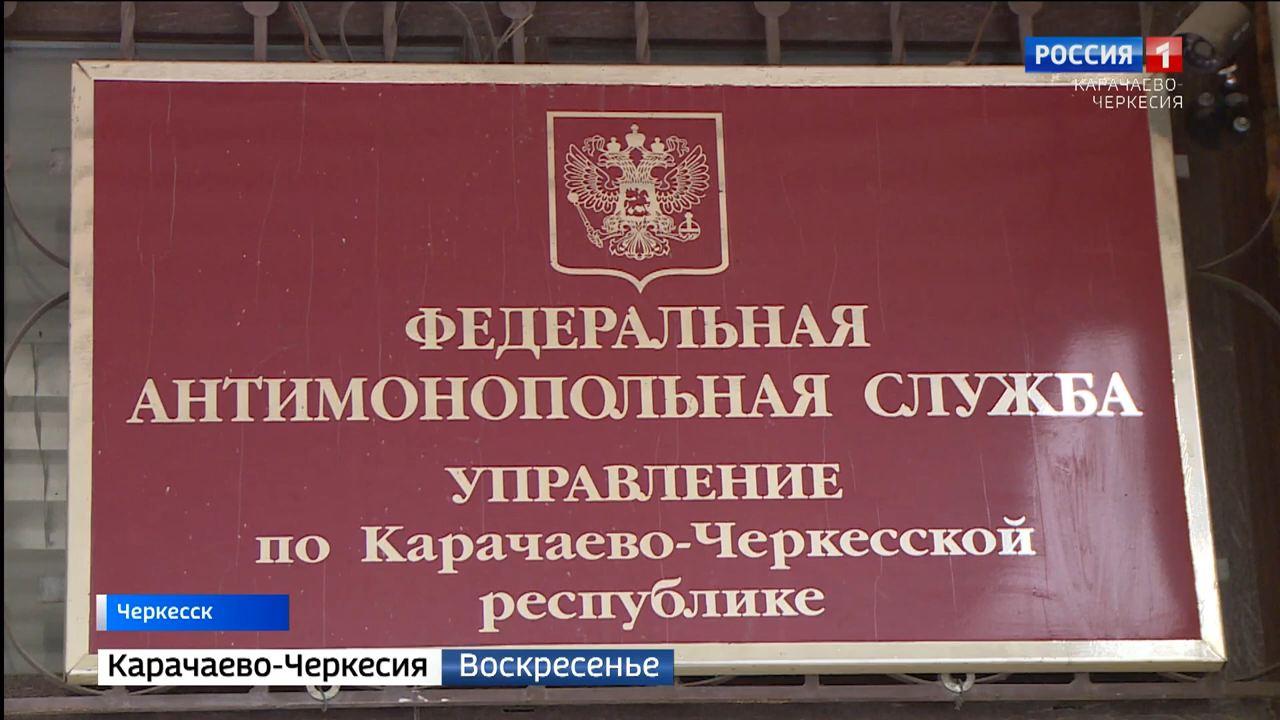 РОССИЯ 1
КАРАЧАЕВО-
ЧЕРКЕСИЯ
ФЕДЕРАЛЬНАЯ
АНТИМОНОПОЛЬНАЯ СЛУЖБА
УПРАВЛЕНИЕ
по Карачаево-Черкесской
республике
Черкесск
Карачаево-Черкесия Воскресенье